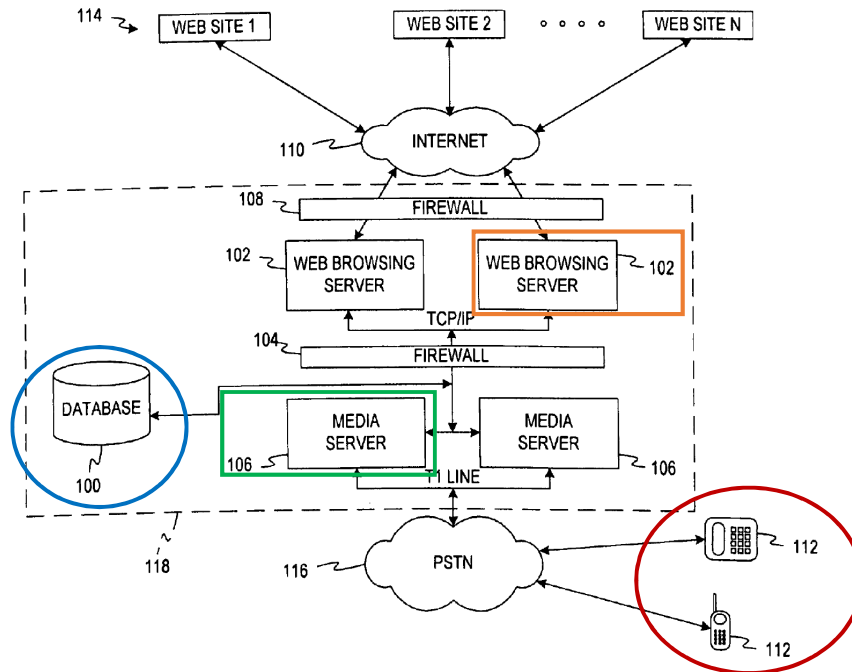 114
WEB SITE 1
WEB SITE 2
WEB SITE N
INTERNET
110
108
FIREWALL
102
WEB BROWSING
SERVER
WEB BROWSING
SERVER
102
TCP/IP
104
FIREWALL
DATABASE
100
MEDIA
SERVER
106
MEDIA
SERVER
106
T1 LINE
118
116
PSTN
112
112